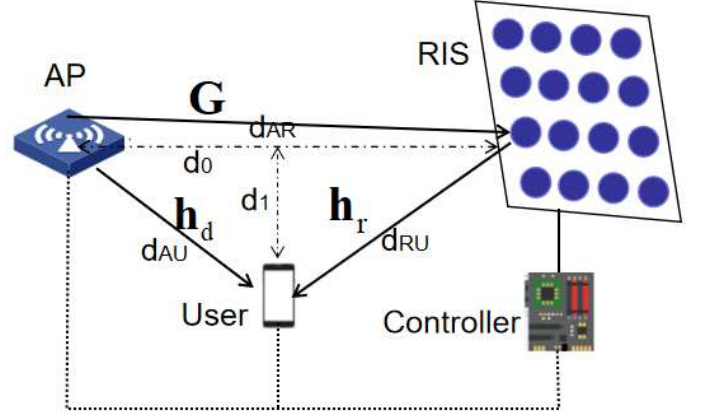 AP
RIS
G
dAR
d0
d1
hd
hr
dAU
dRU
User
Controller